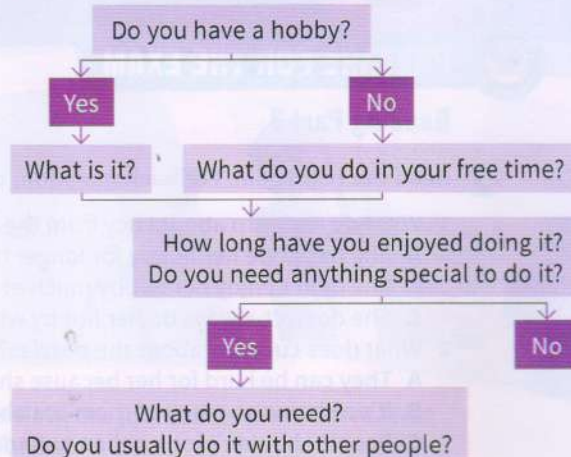 Do you have a hobby?
Yes
No
What is it?
What do you do in your free time?
How long have you enjoyed doing it?
Do you need anything special to do it?
Yes
No
What do you need?
Do you usually do it with other people?